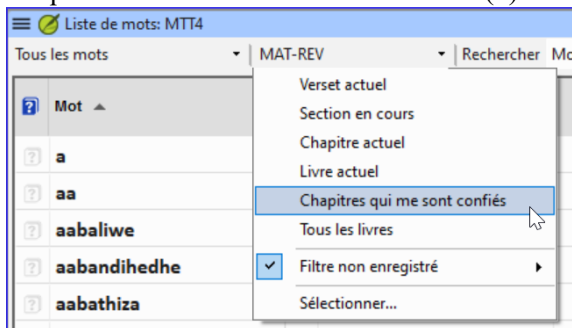 Liste de mots: MTT4
Tous les mots MAT-REV Rechercher
Mot
a
aa
aabaliwe
aabandihedhe
aabathiza
Verset actuel
Section en cours
Chapitre actuel
Livre actuel
Chapitres qui me sont confiés
Tous les livres
Filtre non enregistré
Sélectionner...